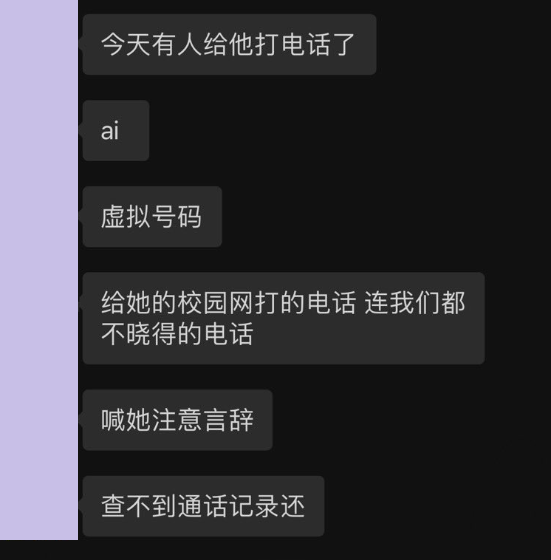 今天有人给他打电话了
ai
虚拟号码
给她的校园网打的电话 连我们都
不晓得的电话
喊她注意言辞
查不到通话记录还